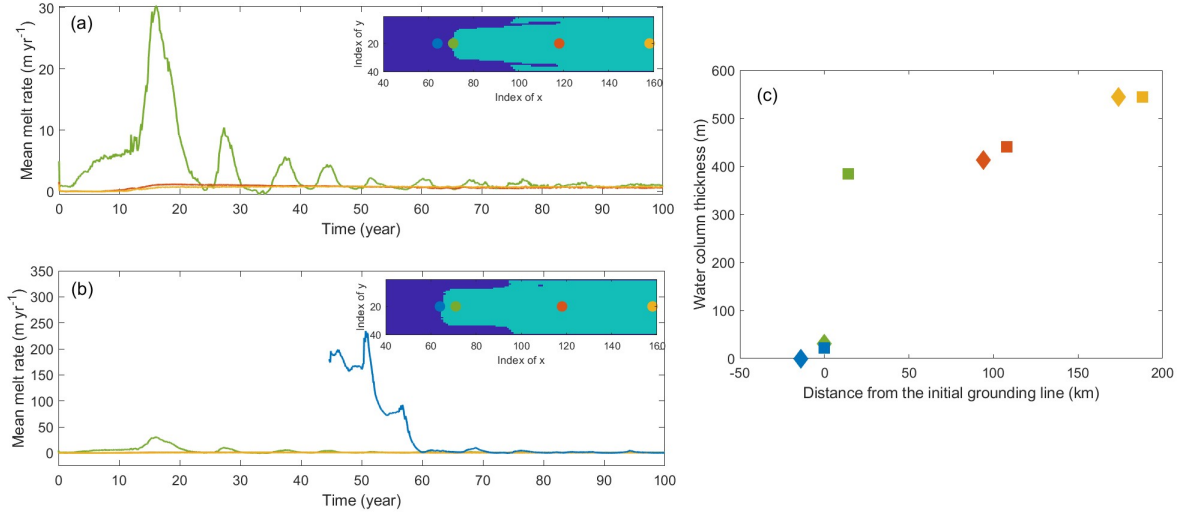 (a)
Mean melt rate (m yr-1)
30
20
10
0
0 10 20 30 40 50 60 70 80 90 100
Time (year)
Index of y
20
40
40 60 80 100 120 140 160
Index of x
(b)
Mean melt rate (m yr-1)
350
300
250
200
150
100
50
0
0 10 20 30 40 50 60 70 80 90 100
Time (year)
Index of y
20
40
40 60 80 100 120 140 160
Index of x
(c)
Water column thickness (m)
600
500
400
300
200
100
0
-50 0 50 100 150 200
Distance from the initial grounding line (km)